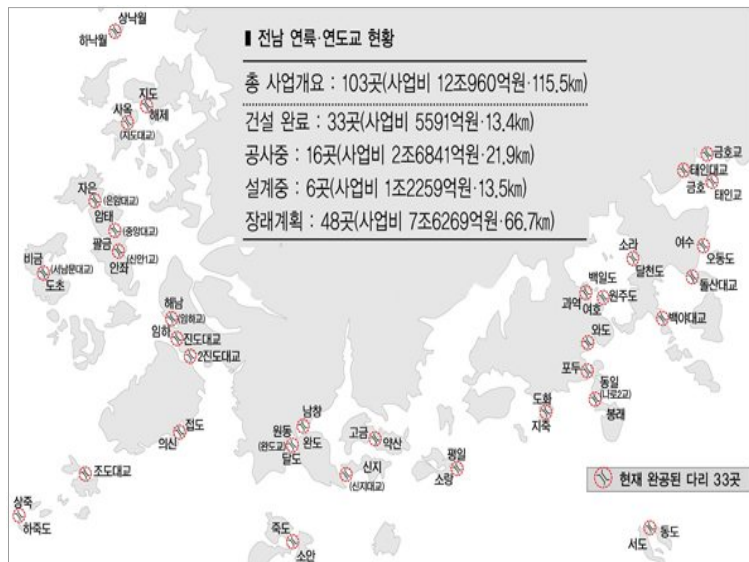 ▮ 전남 연륙·연도교 현황
총 사업개요 : 103곳(사업비 12조960억원·115.5㎞)
건설 완료 : 33곳(사업비 5591억원·13.4㎞)
공사중 : 16곳(사업비 2조6841억원·21.9㎞)
설계중 : 6곳(사업비 1조2259억원·13.5㎞)
장래계획 : 48곳(사업비 7조6269억원·66.7㎞)
상낙월
하낙월
지도
사옥
해제
(지도대교)
자은
(은암대교)
암태
(중앙대교)
팔금
(신안1교)
안좌
비금
(서남문대교)
도초
해남
(임하교)
임하
진도대교
2진도대교
접도
의신
조도대교
상죽
하죽도
남창
원동
완도
(완도교)
달도
고금
약산
신지
(신지대교)
죽도
소안
평일
소랑
도화
지죽
포두
동일
(나로2교)
봉래
와도
백일도
과역
원주도
여호
소라
달천도
여수
오동도
돌산대교
백야대교
금호교
태인대교
금호
태인교
동도
서도
현재 완공된 다리 33곳